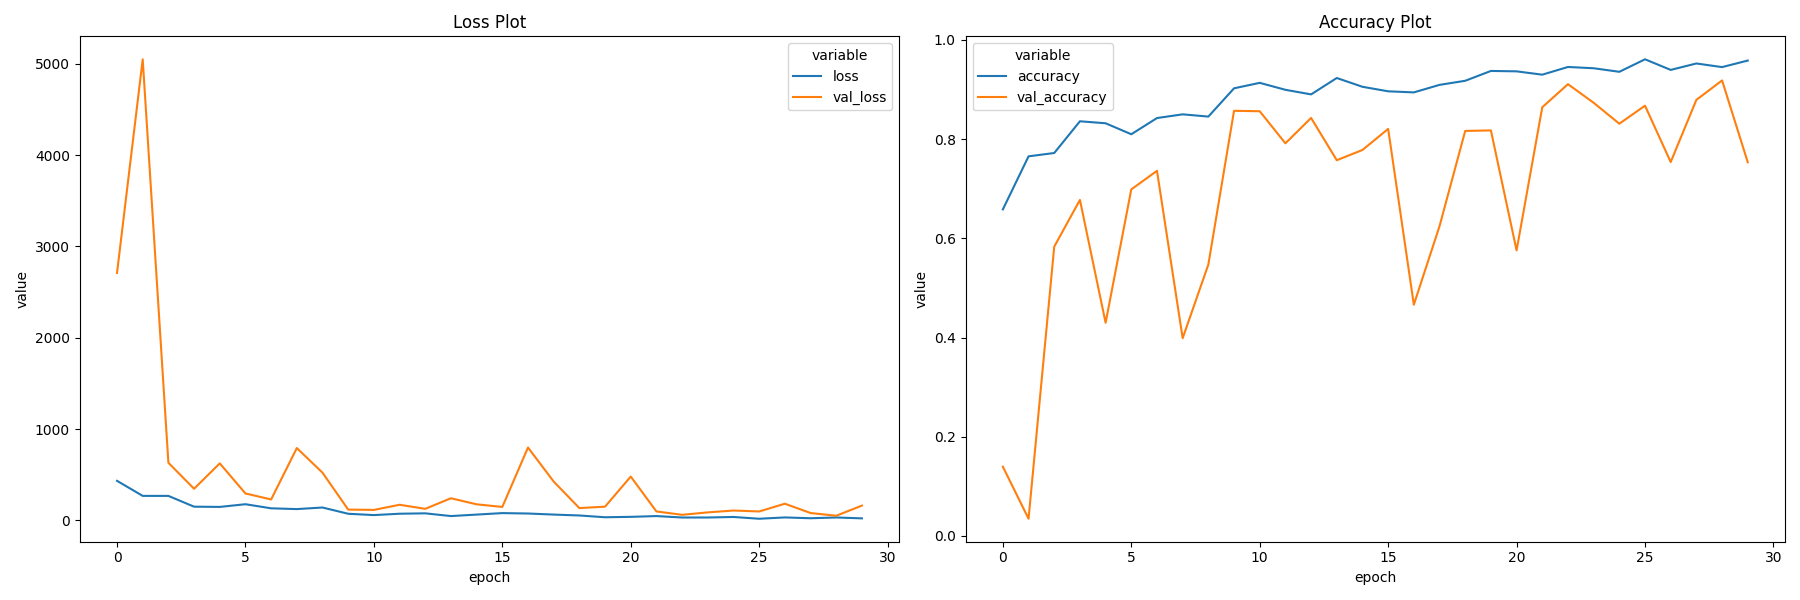 Loss Plot
variable
loss
val_loss
5000
4000
3000
2000
1000
0
value
0 5 10 15 20 25 30
epoch
Accuracy Plot
variable
accuracy
val_accuracy
1.0
0.8
0.6
0.4
0.2
0.0
value
0 5 10 15 20 25 30
epoch